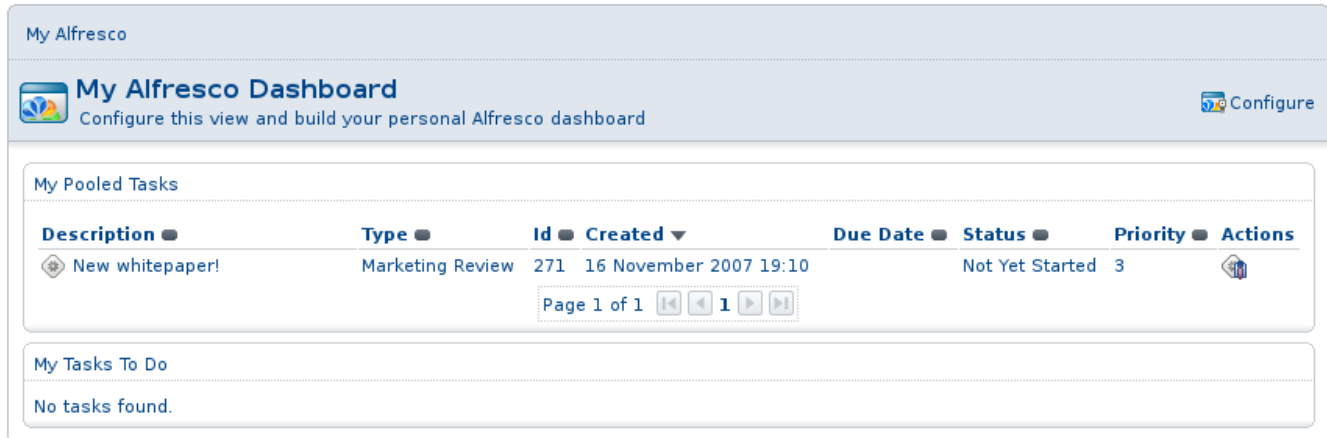 My Alfresco
My Alfresco Dashboard
Configure this view and build your personal Alfresco dashboard
Configure
My Pooled Tasks
Description Type Id Created Due Date Status Priority Actions
New whitepaper! Marketing Review 271 16 November 2007 19:10 Not Yet Started 3
Page 1 of 1 1
My Tasks To Do
No tasks found.